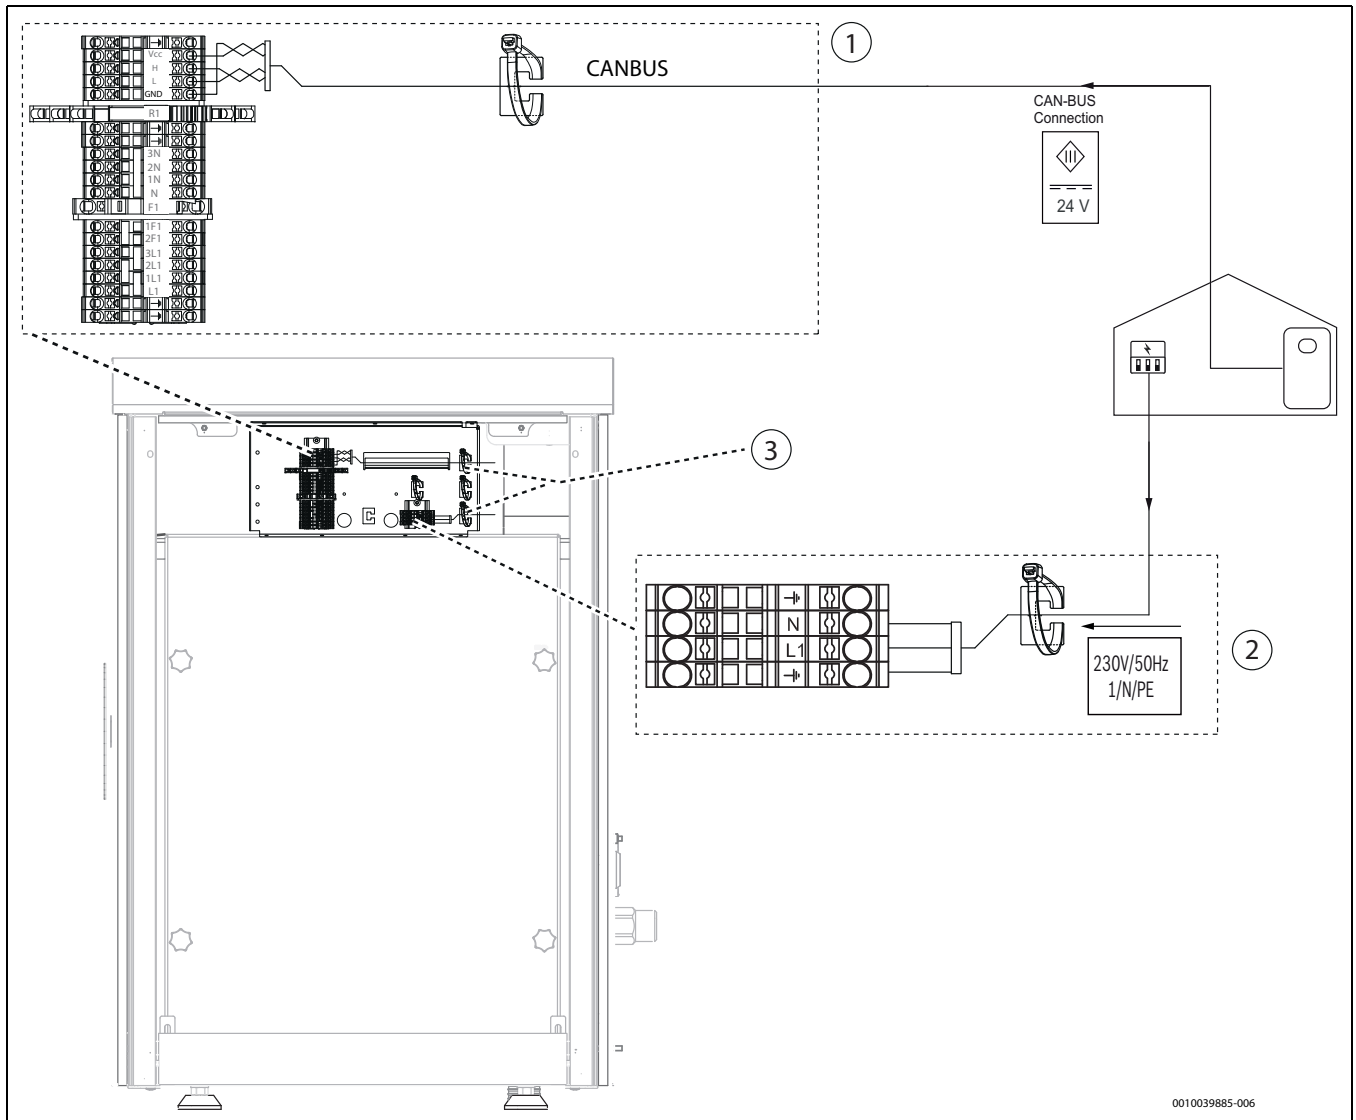 1
CANBUS
Vcc
H
L
GND
R1
3N
2N
1N
N
F1
1F1
2F1
3L1
2L1
1L1
L1
CAN-BUS
Connection
24 V
3
N
L1
230V/50Hz
1/N/PE
2
0010039885-006